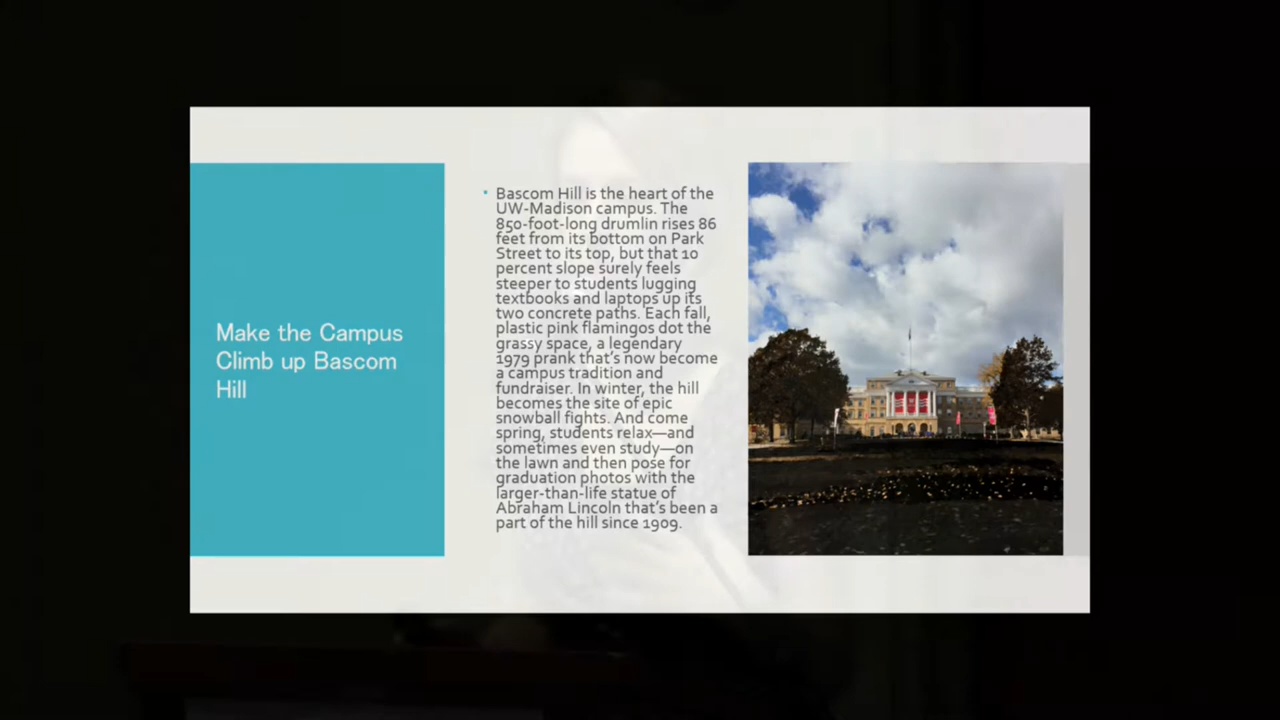 Make the Campus
Climb up Bascom
Hill
• Bascom Hill is the heart of the
UW-Madison campus. The
850-foot-long drumlin rises 86
feet from its bottom on Park
Street to its top, but that 10
percent slope surely feels
steeper to students lugging
textbooks and laptops up its
two concrete paths. Each fall,
plastic pink flamingos dot the
grassy space, a legendary
1979 prank that's now become
a campus tradition and
fundraiser. In winter, the hill
becomes the site of epic
snowball fights. And come
spring, students relax—and
sometimes even study—on
the lawn and then pose for
graduation photos with the
larger-than-life statue of
Abraham Lincoln that's been a
part of the hill since 1909.